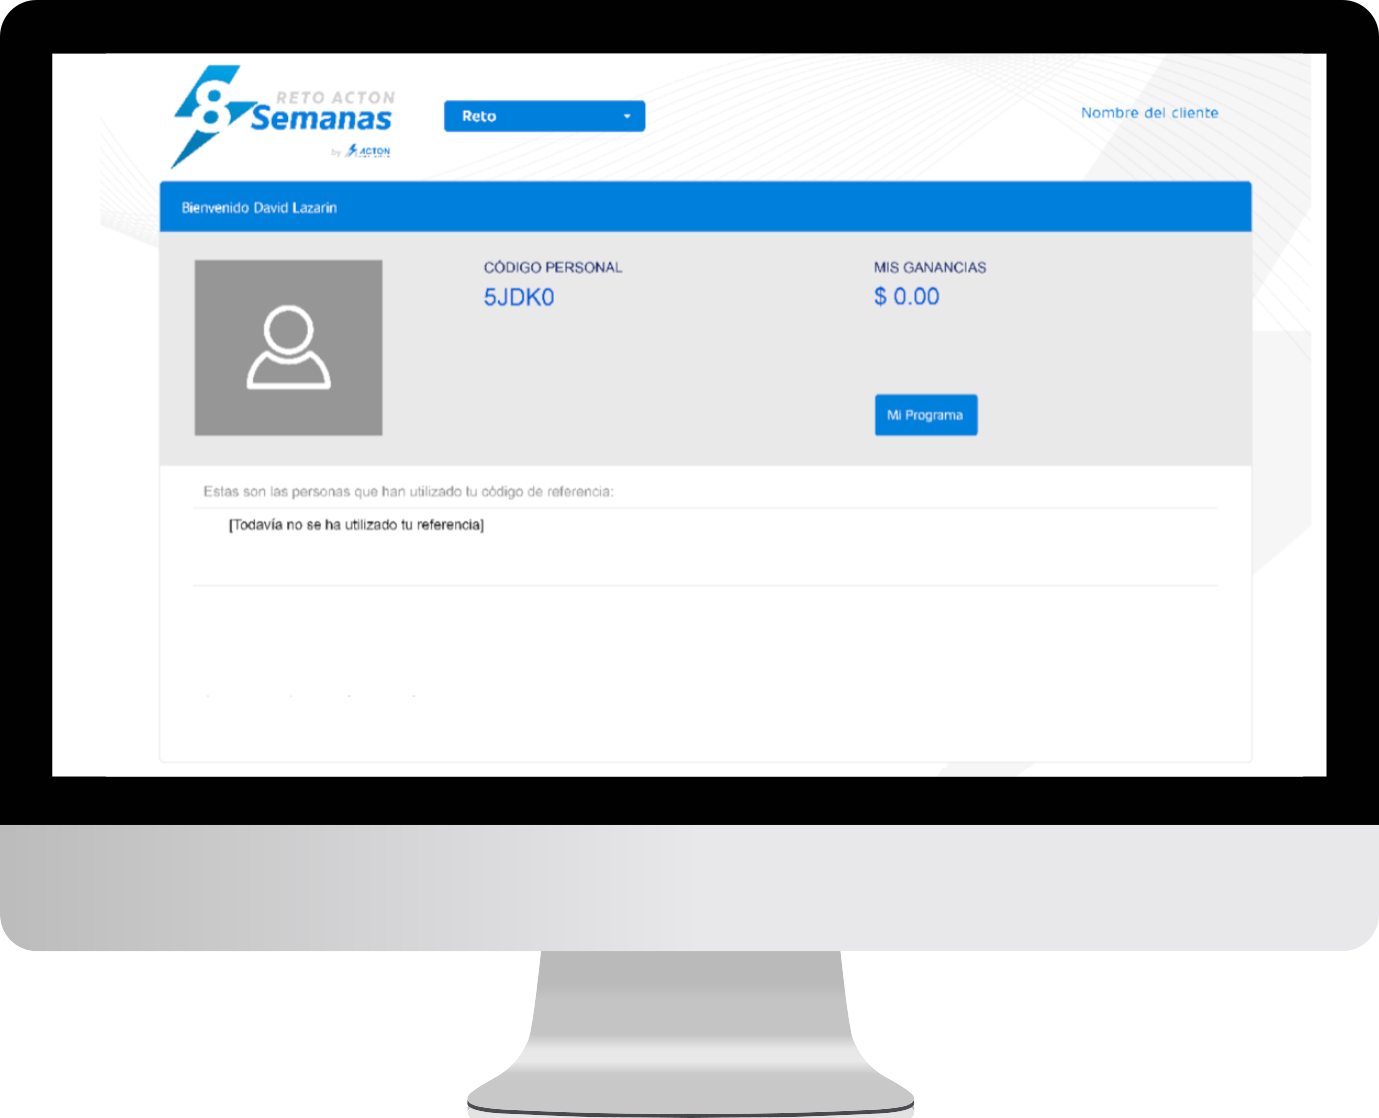 8
RETO ACTON
Semanas
by ACTON
Reto
Nombre del cliente
Bienvenido David Lazarin
CÓDIGO PERSONAL
5JDK0
MIS GANANCIAS
$ 0.00
Mi Programa
Estas son las personas que han utilizado tu código de referencia:
[Todavía no se ha utilizado tu referencia]